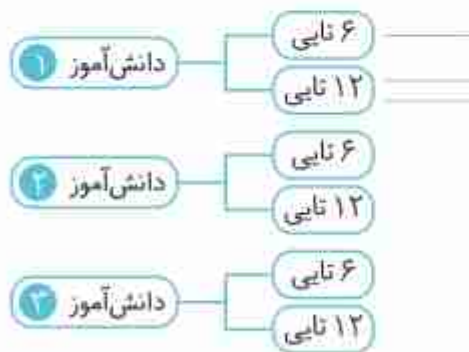 دانش‌آموز ۱
۶ تایی
۱۲ تایی
دانش‌آموز ۲
۶ تایی
۱۲ تایی
دانش‌آموز ۳
۶ تایی
۱۲ تایی